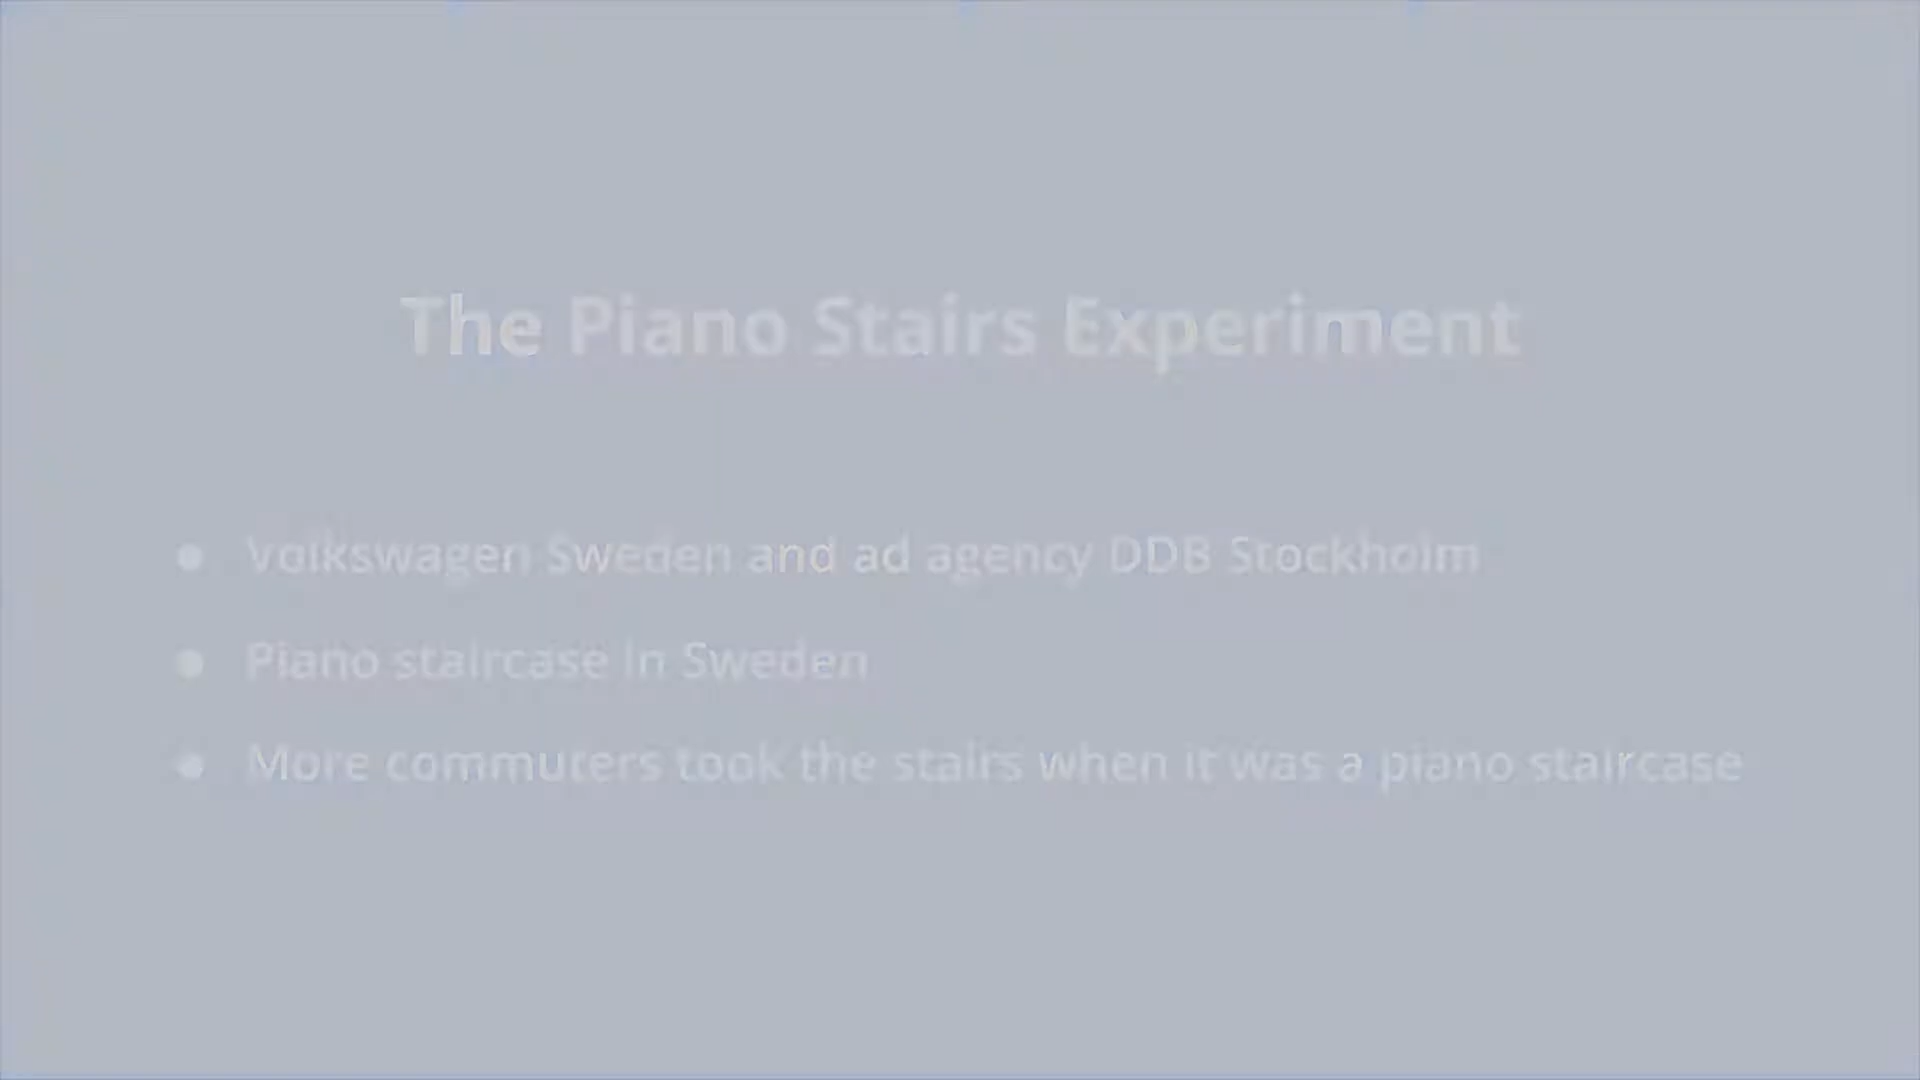 The Piano Stairs Experiment
● Volkswagen Sweden and ad agency DDB Stockholm
● Piano staircase in Sweden
● More commuters took the stairs when it was a piano staircase